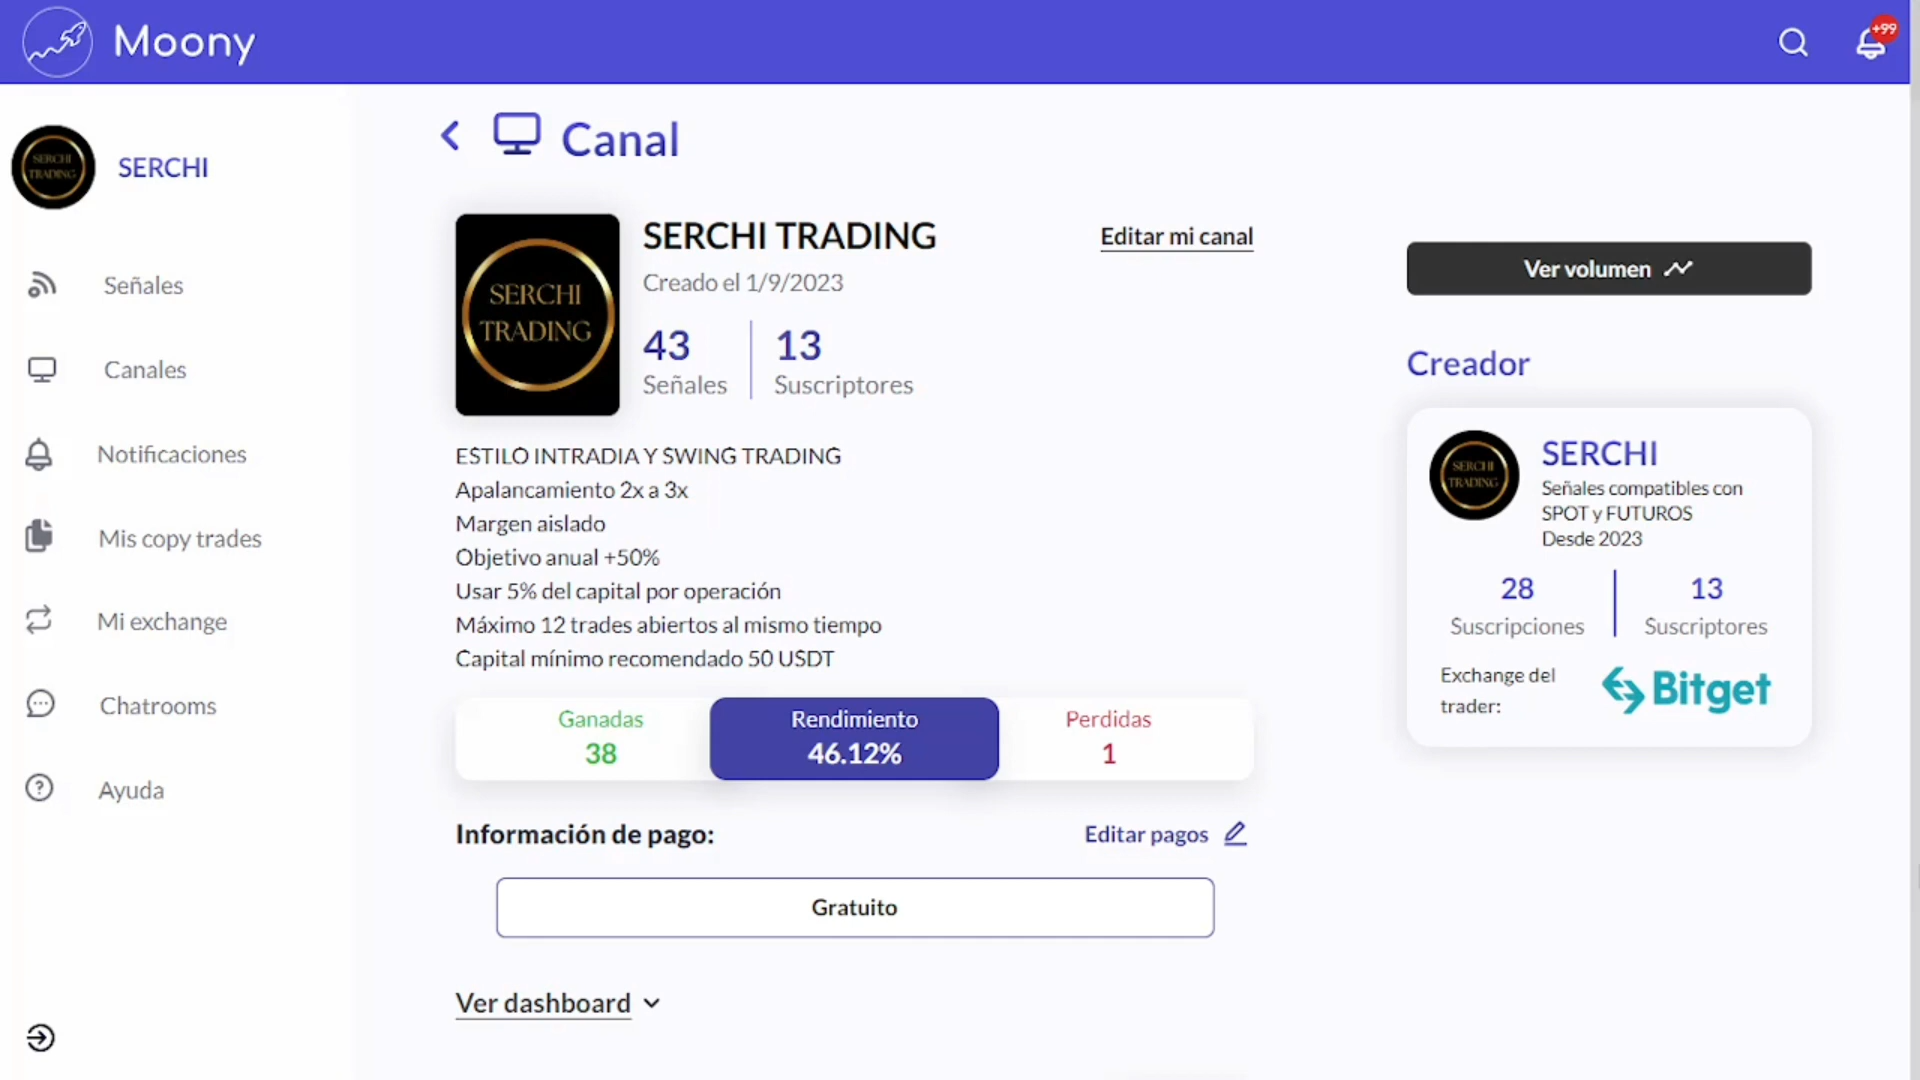 Moony
+99
SERCHI TRADING
SERCHI
Señales
Canales
Notificaciones
Mis copy trades
Mi exchange
Chatrooms
Ayuda
Canal
SERCHI
TRADING
SERCHI TRADING
Creado el 1/9/2023
Editar mi canal
43
Señales
13
Suscriptores
ESTILO INTRADIA Y SWING TRADING
Apalancamiento 2x a 3x
Margen aislado
Objetivo anual +50%
Usar 5% del capital por operación
Máximo 12 trades abiertos al mismo tiempo
Capital mínimo recomendado 50 USDT
Ganadas
38
Rendimiento
46.12%
Perdidas
1
Información de pago:
Editar pagos
Gratuito
Ver dashboard
Ver volumen
Creador
SERCHI
TRADING
SERCHI
Señales compatibles con
SPOT y FUTUROS
Desde 2023
28
Suscripciones
13
Suscriptores
Exchange del
trader:
Bitget